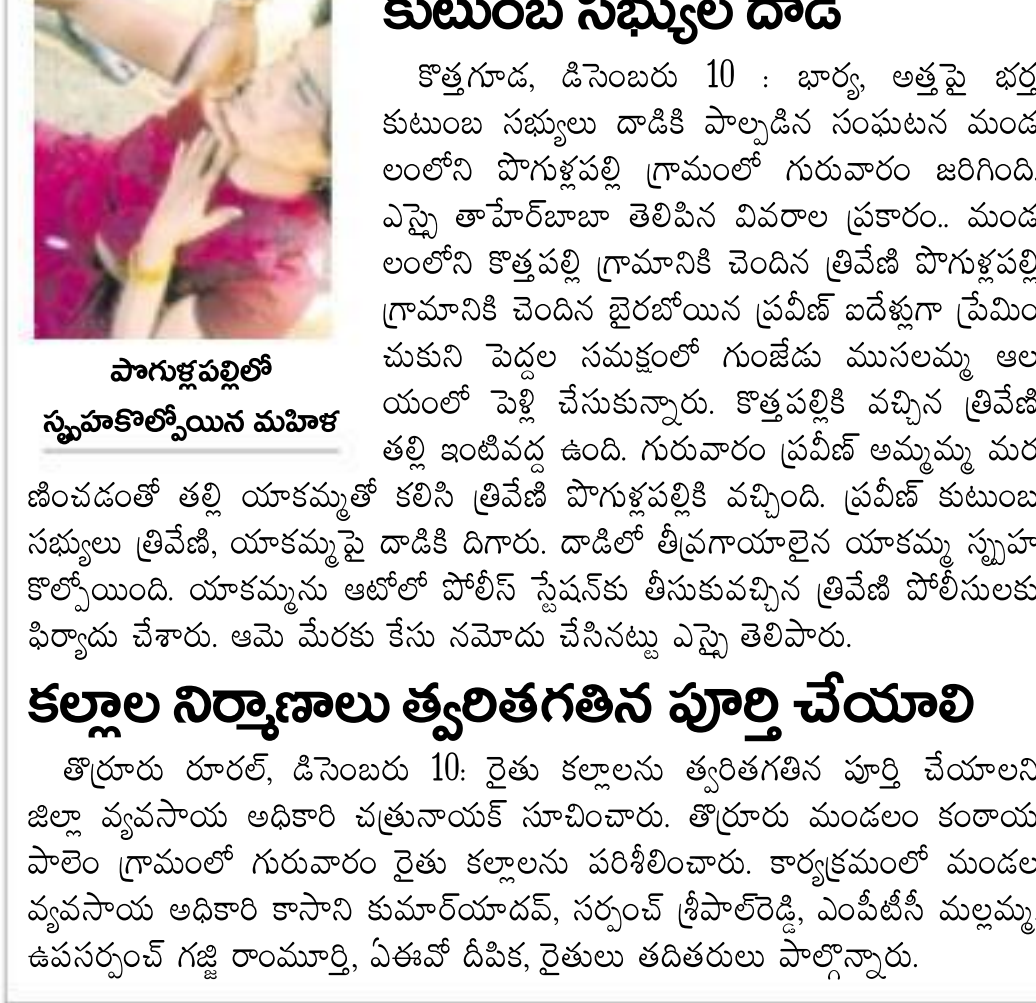 కుటుంబ సభ్యుల దాడి
కొత్తగూడ, డిసెంబరు 10 : భార్య, అత్తపై భర్త
కుటుంబ సభ్యులు దాడికి పాల్పడిన సంఘటన మండ
లంలోని పొగుళ్లపల్లి గ్రామంలో గురువారం జరిగింది.
ఎస్సై తాహేర్‌బాబా తెలిపిన వివరాల ప్రకారం.. మండ
లంలోని కొత్తపల్లి గ్రామానికి చెందిన త్రివేణి పొగుళ్లపల్లి
గ్రామానికి చెందిన బైరబోయిన ప్రవీణ్ ఐదేళ్లుగా ప్రేమిం
చుకుని పెద్దల సమక్షంలో గుంజేడు ముసలమ్మ ఆల
యంలో పెళ్లి చేసుకున్నారు. కొత్తపల్లికి వచ్చిన త్రివేణి
తల్లి ఇంటివద్ద ఉంది. గురువారం ప్రవీణ్ అమ్మమ్మ మర
ణించడంతో తల్లి యాకమ్మతో కలిసి త్రివేణి పొగుళ్లపల్లికి వచ్చింది. ప్రవీణ్ కుటుంబ
సభ్యులు త్రివేణి, యాకమ్మపై దాడికి దిగారు. దాడిలో తీవ్రగాయాలైన యాకమ్మ స్పృహ
కొల్పోయింది. యాకమ్మను ఆటోలో పోలీస్ స్టేషన్‌కు తీసుకువచ్చిన త్రివేణి పోలీసులకు
ఫిర్యాదు చేశారు. ఆమె మేరకు కేసు నమోదు చేసినట్టు ఎస్సై తెలిపారు.
పొగుళ్లపల్లిలో
స్పృహకొల్పోయిన మహిళ
కల్లాల నిర్మాణాలు త్వరితగతిన పూర్తి చేయాలి
తొర్రూరు రూరల్, డిసెంబరు 10: రైతు కల్లాలను త్వరితగతిన పూర్తి చేయాలని
జిల్లా వ్యవసాయ అధికారి చత్రునాయక్ సూచించారు. తొర్రూరు మండలం కంఠాయ
పాలెం గ్రామంలో గురువారం రైతు కల్లాలను పరిశీలించారు. కార్యక్రమంలో మండల
వ్యవసాయ అధికారి కాసాని కుమార్‌యాదవ్, సర్పంచ్ శ్రీపాల్‌రెడ్డి, ఎంపీటీసీ మల్లమ్మ,
ఉపసర్పంచ్ గజ్జి రాంమూర్తి, ఏఈవో దీపిక, రైతులు తదితరులు పాల్గొన్నారు.